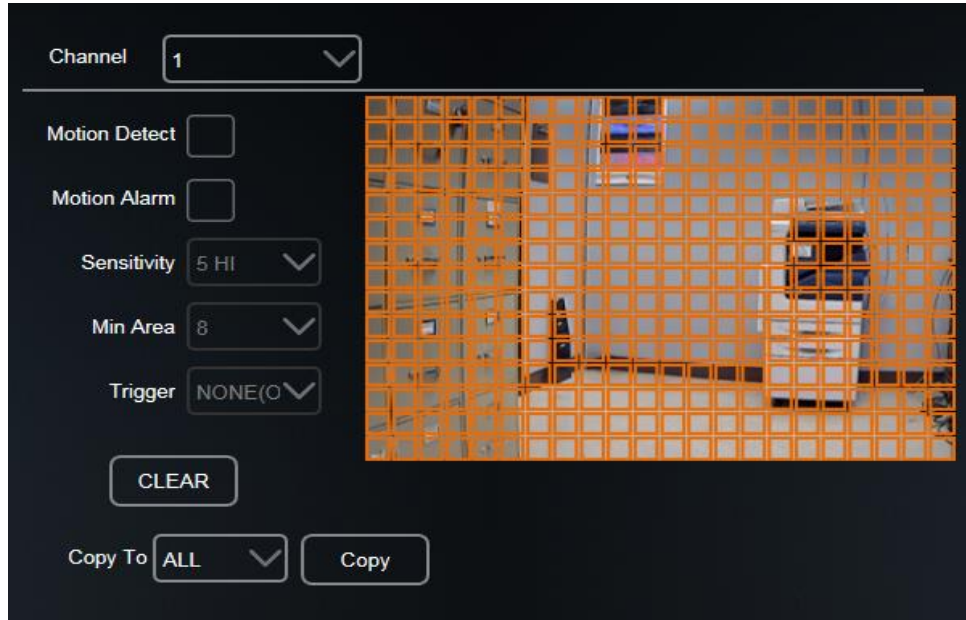 Channel 1
Motion Detect
Motion Alarm
Sensitivity 5 HI
Min Area 8
Trigger NONE(O
CLEAR
Copy To ALL Copy